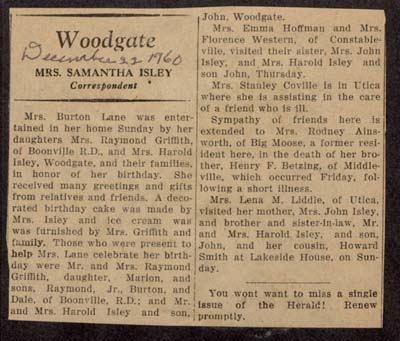 Woodgate
December 22 1960
MRS. SAMANTHA ISLEY
Correspondent
Mrs. Burton Lane was enter-
tained in her home Sunday by her
daughters Mrs. Raymond Griffith,
of Boonville R.D., and Mrs. Harold
Isley, Woodgate, and their families,
in honor of her birthday. She
received many greetings and gifts
from relatives and friends. A deco-
rated birthday cake was made by
Mrs. Isley and ice cream was
was furnished by Mrs. Griffith and
family. Those who were present to
help Mrs. Lane celebrate her birth-
day were Mr. and Mrs. Raymond
Griffith, daughter, Marion, and
sons, Raymond, Jr., Burton, and
Dale, of Boonville, R.D.; and Mr.
and Mrs. Harold Isley and son,
John, Woodgate.
Mrs. Emma Hoffman and Mrs.
Florence Western, of Constable-
ville, visited their sister, Mrs. John
Isley, and Mrs. Harold Isley and
son John, Thursday.
Mrs. Stanley Coville is in Utica
where she is assisting in the care
of a friend who is ill.
Sympathy of friends here is
extended to Mrs. Rodney Ains-
worth, of Big Moose, a former resi-
dent here, in the death of her bro-
ther, Henry F. Betzing, of Middle-
ville, which occurred Friday, fol-
lowing a short illness.
Mrs. Lena M. Liddle, of Utica,
visited her mother, Mrs. John Isley,
and brother and sister-in-law, Mr.
and Mrs. Harold Isley, and son,
John, and her cousin, Howard
Smith at Lakeside House, on Sun-
day.
You wont want to miss a single
issue of the Herald! Renew
promptly.